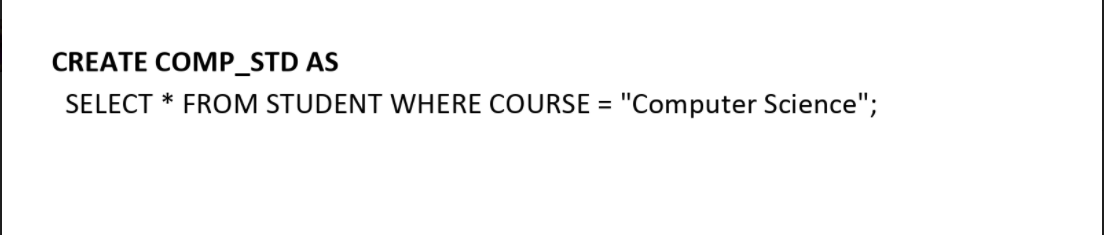 CREATE COMP_STD AS
SELECT * FROM STUDENT WHERE COURSE = "Computer Science";